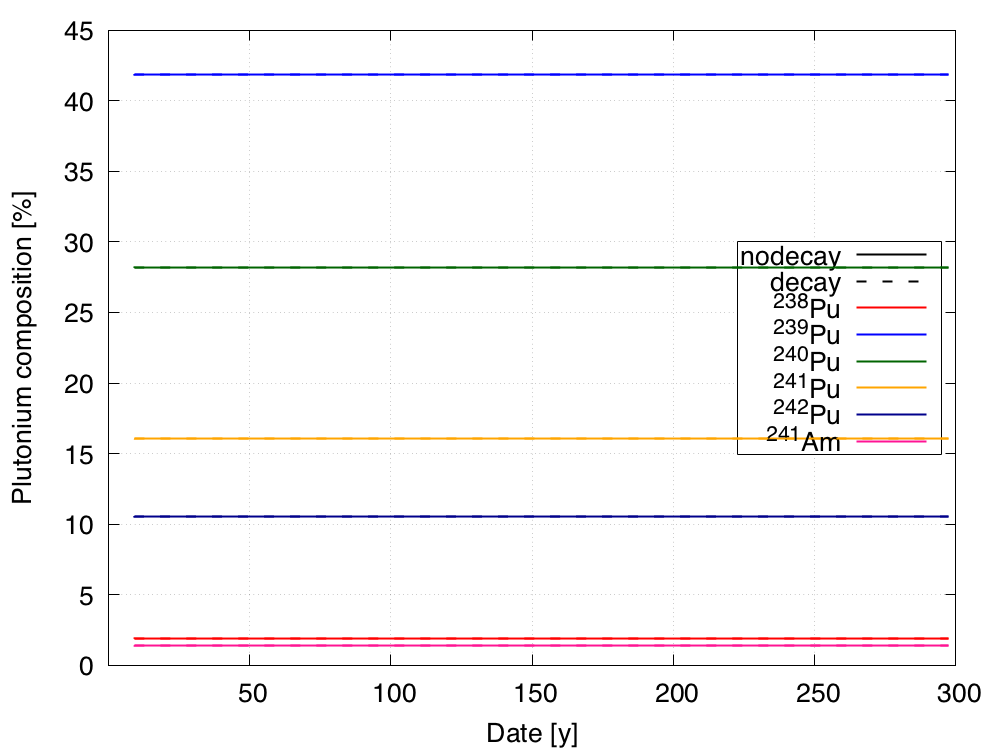 45
40
35
30
25
20
15
10
5
0
Plutonium composition [%]
nodecay
decay
²³⁸Pu
²³⁹Pu
²⁴⁰Pu
²⁴¹Pu
²⁴²Pu
²⁴¹Am
50 100 150 200 250 300
Date [y]